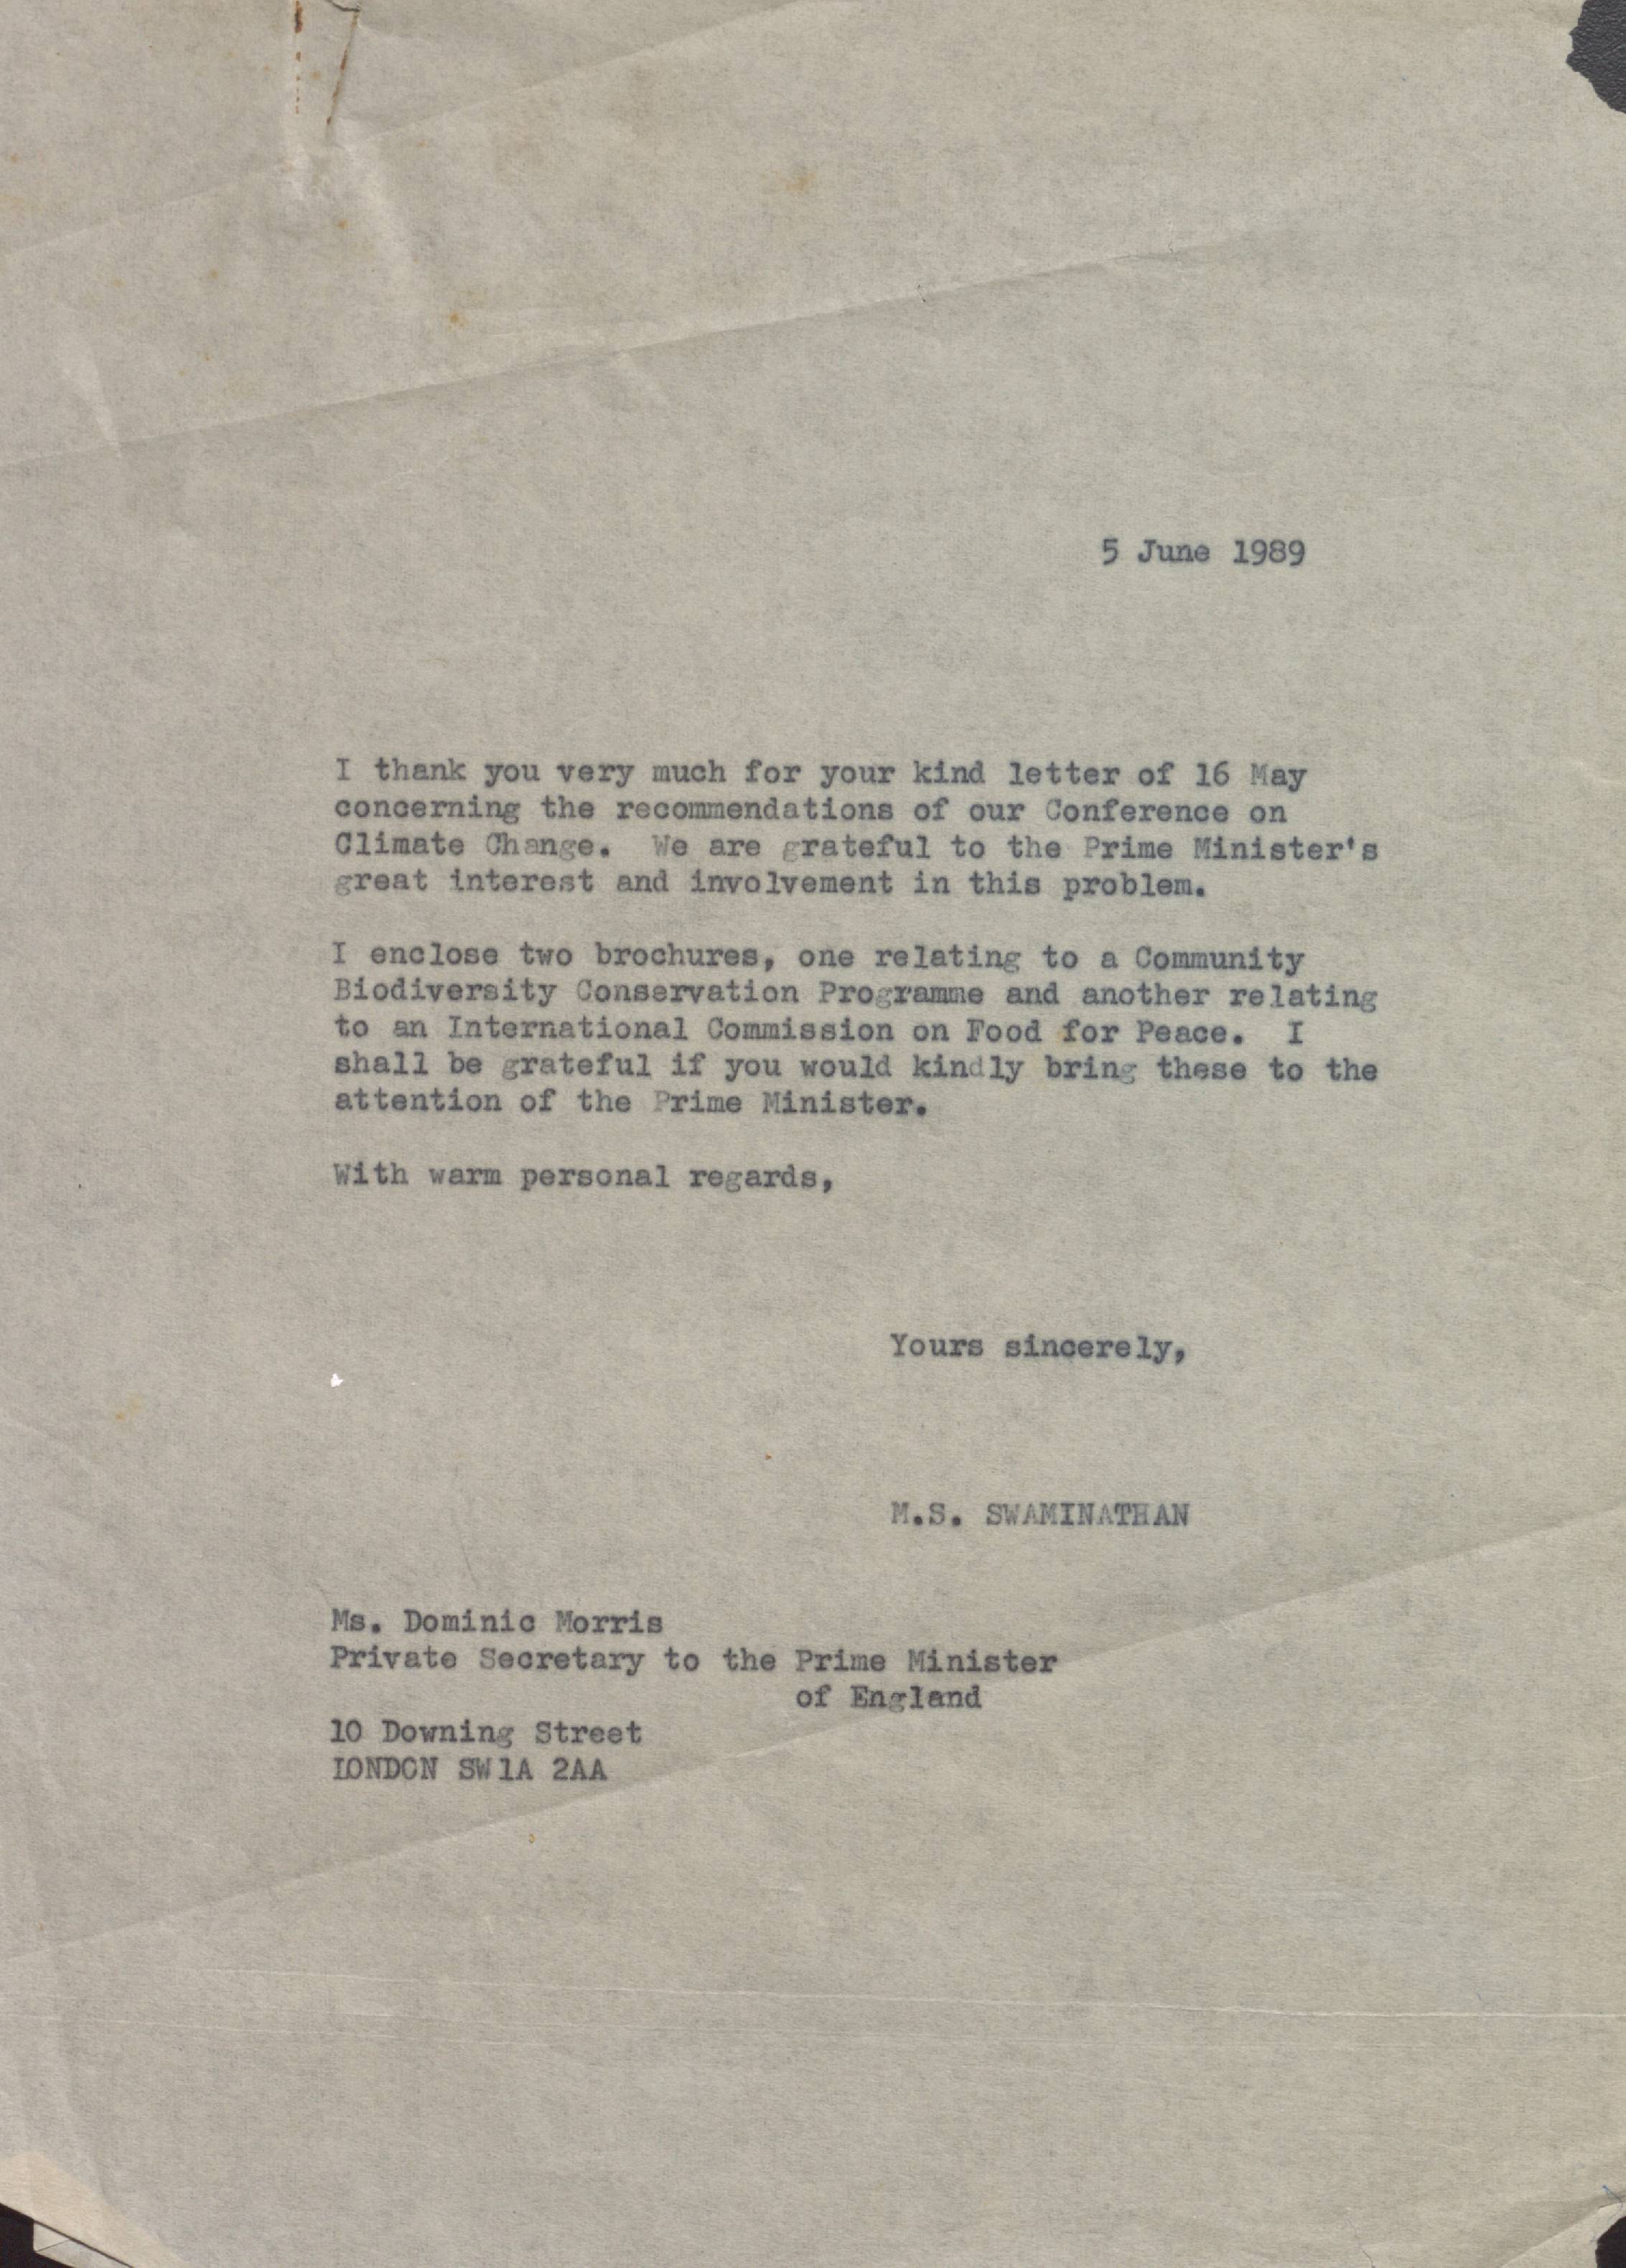 5 June 1989
I thank you very much for your kind letter of 16 May
concerning the recommendations of our Conference on
Climate Change. We are grateful to the Prime Minister's
great interest and involvement in this problem.
I enclose two brochures, one relating to a Community
Biodiversity Conservation Programme and another relating
to an International Commission on Food for Peace. I
shall be grateful if you would kindly bring these to the
attention of the Prime Minister.
With warm personal regards,
Yours sincerely,
M.S. SWAMINATHAN
Ms. Dominic Morris
Private Secretary to the Prime Minister
of England
10 Downing Street
LONDON SW1A 2AA